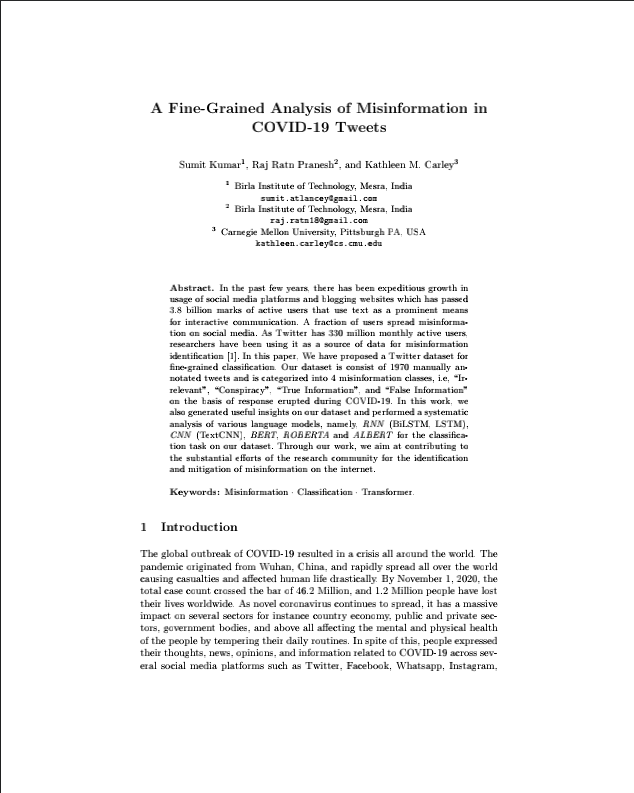 A Fine-Grained Analysis of Misinformation in
COVID-19 Tweets
Sumit Kumar1, Raj Ratn Pranesh2, and Kathleen M. Carley3
1 Birla Institute of Technology, Mesra, India
sumit.atlancey@gmail.com
2 Birla Institute of Technology, Mesra, India
raj.ratn18@gmail.com
3 Carnegie Mellon University, Pittsburgh PA, USA
kathleen.carley@cs.cmu.edu
Abstract. In the past few years, there has been expeditious growth in
usage of social media platforms and blogging websites which has passed
3.8 billion marks of active users that use text as a prominent means
for interactive communication. A fraction of users spread misinforma-
tion on social media. As Twitter has 330 million monthly active users,
researchers have been using it as a source of data for misinformation
identification [1]. In this paper, We have proposed a Twitter dataset for
fine-grained classification. Our dataset is consist of 1970 manually an-
notated tweets and is categorized into 4 misinformation classes, i.e, "Ir-
relevant", "Conspiracy", "True Information", and "False Information"
on the basis of response erupted during COVID-19. In this work, we
also generated useful insights on our dataset and performed a systematic
analysis of various language models, namely, RNN (BiLSTM, LSTM),
CNN (TextCNN), BERT, ROBERTA and ALBERT for the classifica-
tion task on our dataset. Through our work, we aim at contributing to
the substantial efforts of the research community for the identification
and mitigation of misinformation on the internet.
Keywords: Misinformation · Classification · Transformer.
1 Introduction
The global outbreak of COVID-19 resulted in a crisis all around the world. The
pandemic originated from Wuhan, China, and rapidly spread all over the world
causing casualties and affected human life drastically. By November 1, 2020, the
total case count crossed the bar of 46.2 Million, and 1.2 Million people have lost
their lives worldwide. As novel coronavirus continues to spread, it has a massive
impact on several sectors for instance country economy, public and private sec-
tors, government bodies, and above all affecting the mental and physical health
of the people by tempering their daily routines. In spite of this, people expressed
their thoughts, news, opinions, and information related to COVID-19 across sev-
eral social media platforms such as Twitter, Facebook, Whatsapp, Instagram,